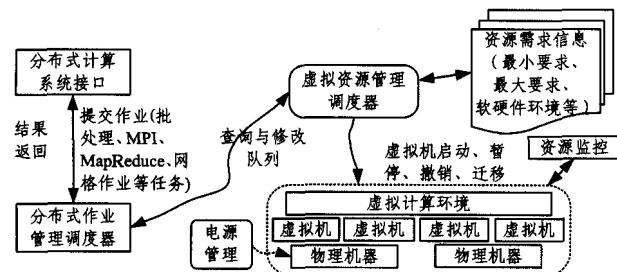 分布式计算
系统接口
结果
返回
提交作业(批
处理、MPI、
MapReduce、网
格作业等任务)
分布式作业
管理调度器
查询与修改
队列
虚拟资源管理
调度器
资源需求信息
(最小要求、
最大要求、
软硬件环境等)
虚拟机启动、暂
停、撤销、迁移
资源监控
虚拟计算环境
虚拟机
虚拟机
虚拟机
虚拟机
物理机器
物理机器
电源
管理